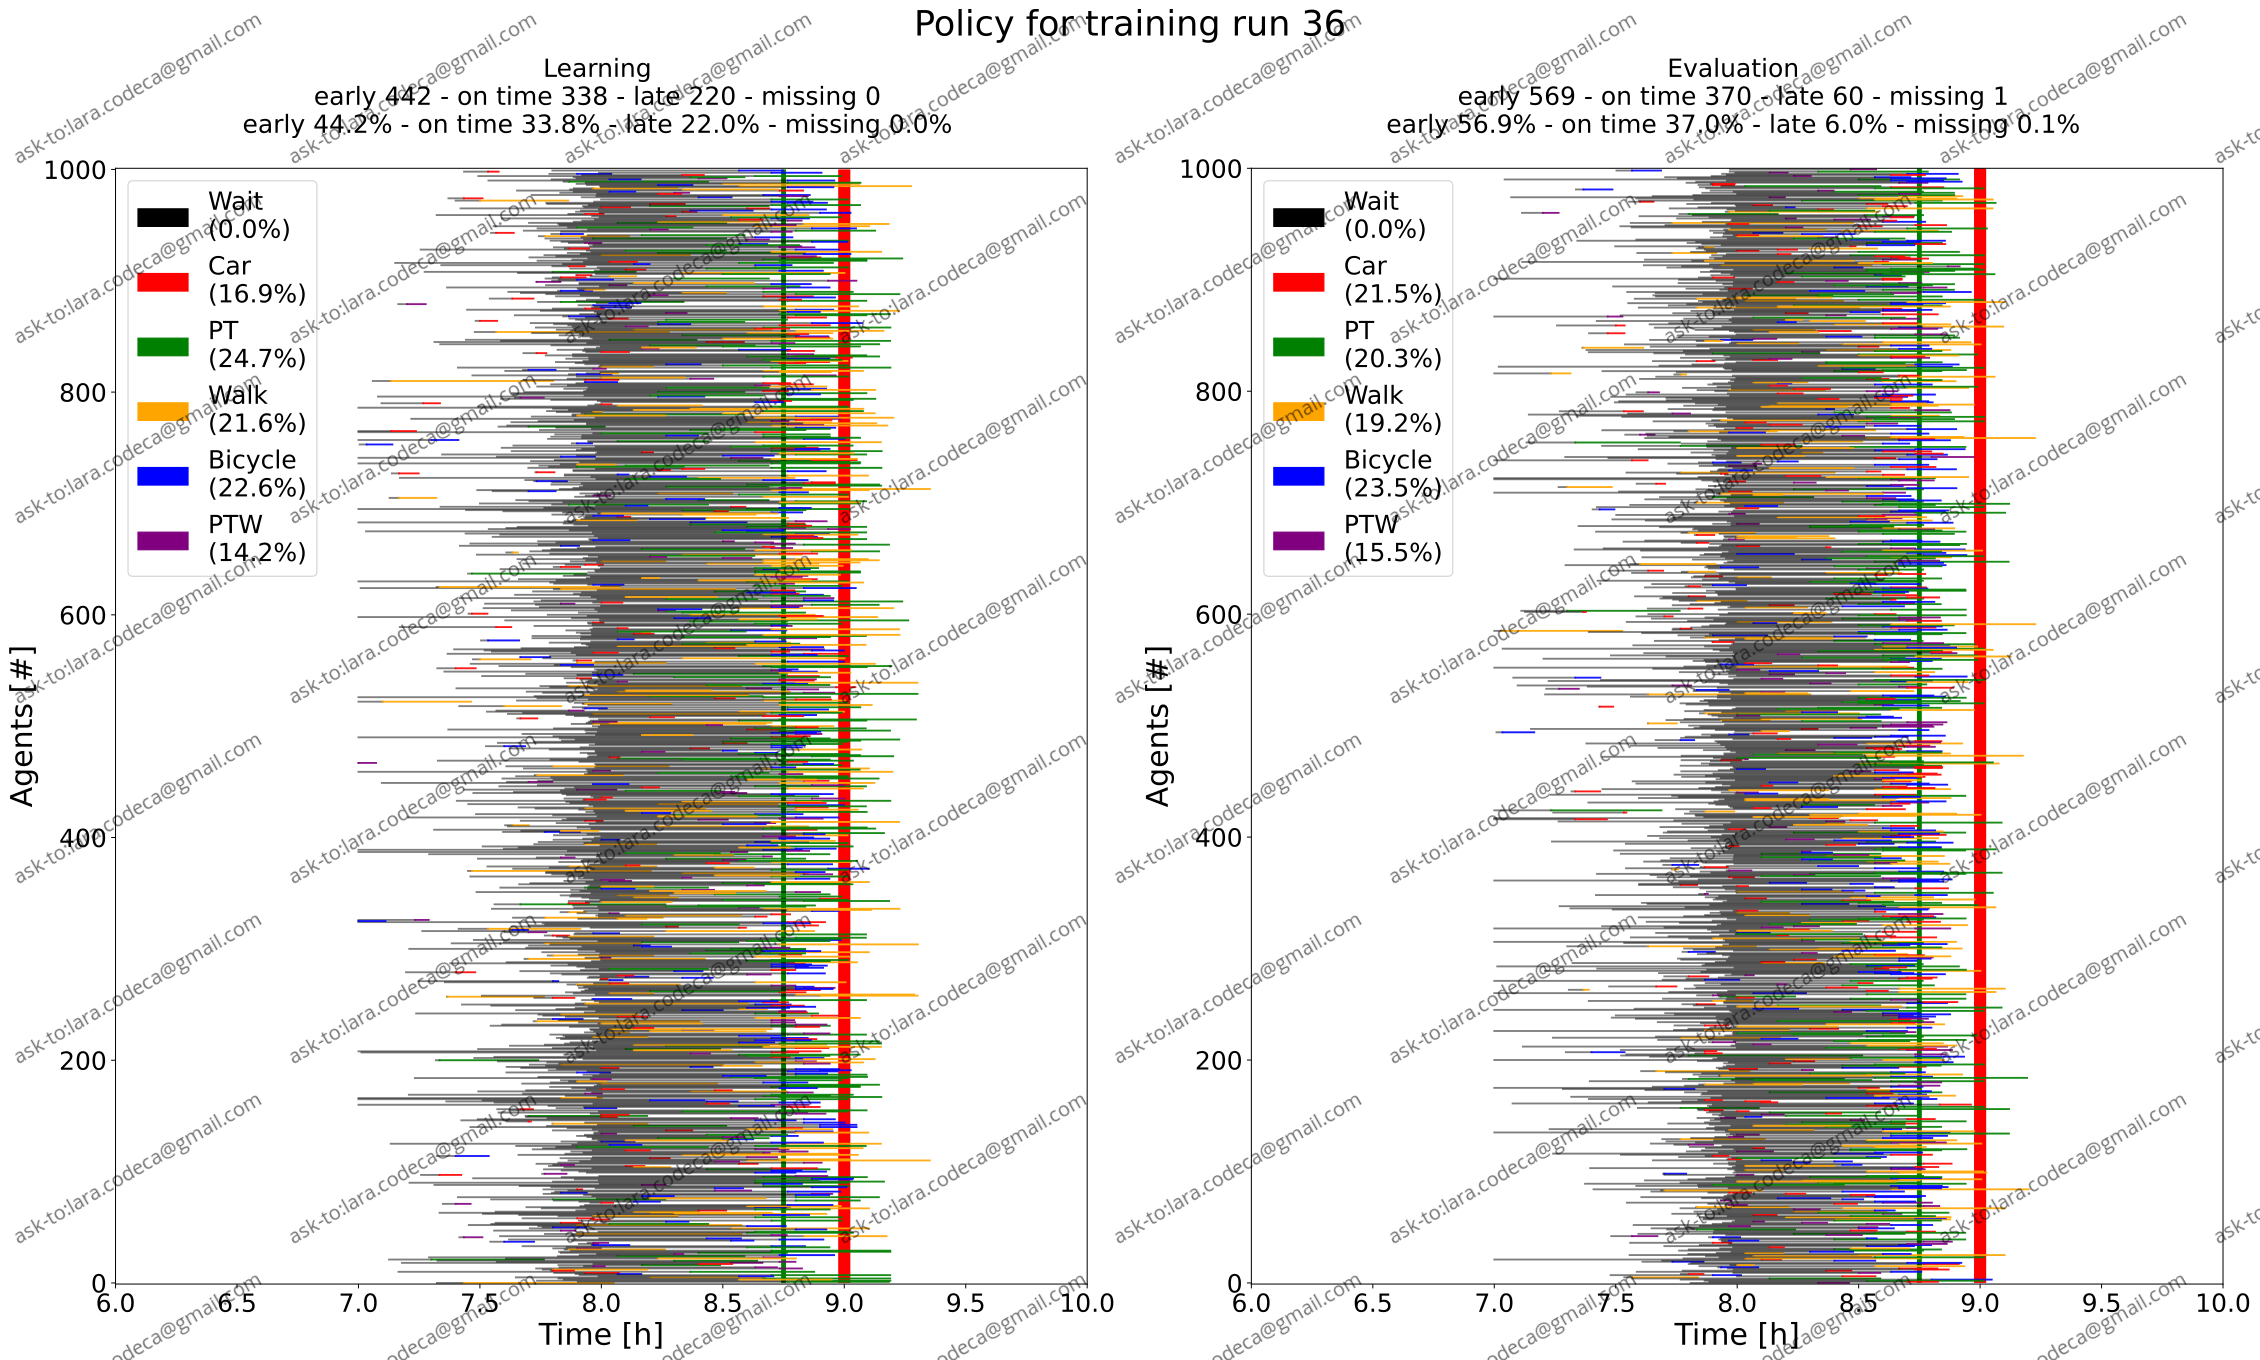 Policy for training run 36
Learning
early 442 - on time 338 - late 220 - missing 0
early 44.2% - on time 33.8% - late 22.0% - missing 0.0%
Wait
(0.0%)
Car
(16.9%)
PT
(24.7%)
Walk
(21.6%)
Bicycle
(22.6%)
PTW
(14.2%)
Agents [#]
1000
800
600
400
200
0
6.0 6.5 7.0 7.5 8.0 8.5 9.0 9.5 10.0
Time [h]
Evaluation
early 569 - on time 370 - late 60 - missing 1
early 56.9% - on time 37.0% - late 6.0% - missing 0.1%
Wait
(0.0%)
Car
(21.5%)
PT
(20.3%)
Walk
(19.2%)
Bicycle
(23.5%)
PTW
(15.5%)
Agents [#]
1000
800
600
400
200
0
6.0 6.5 7.0 7.5 8.0 8.5 9.0 9.5 10.0
Time [h]
ask-to:lara.codeca@gmail.com